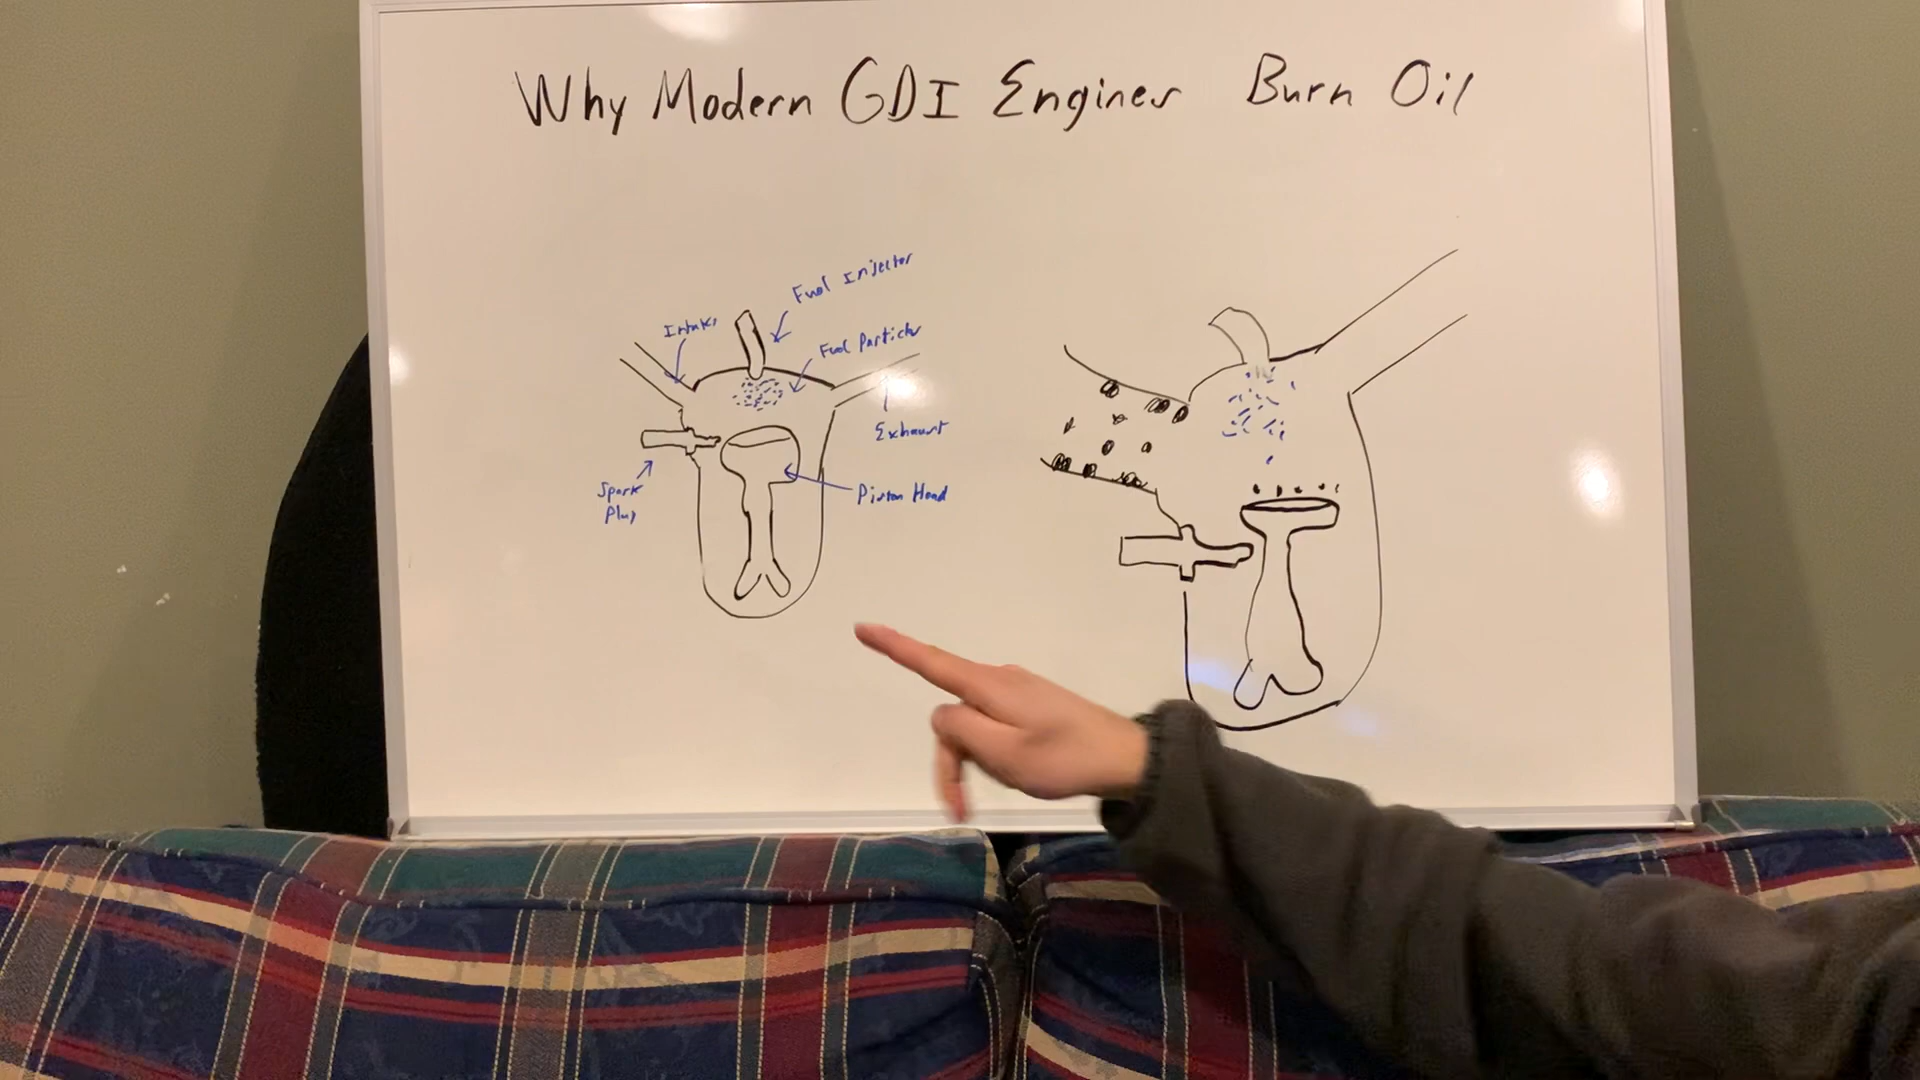 Why Modern GDI Engines Burn Oil
Fuel Injector
Intake
Fuel Particles
Exhaust
Spark
Plug
Piston Head